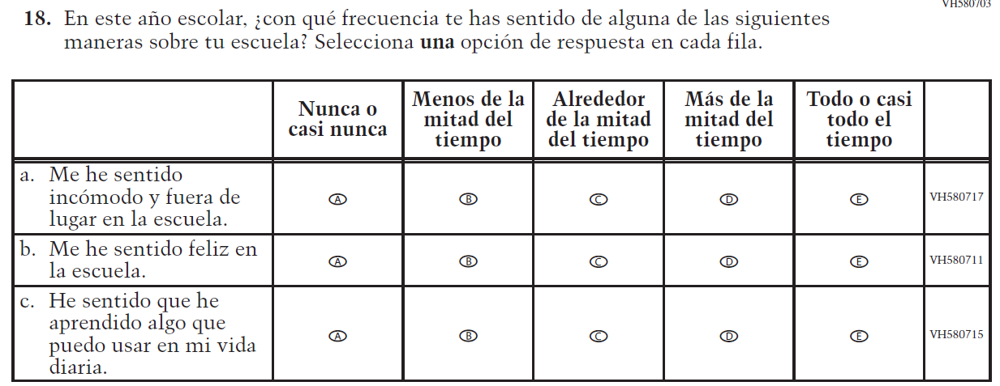 VH580703
18. En este año escolar, ¿con qué frecuencia te has sentido de alguna de las siguientes
maneras sobre tu escuela? Selecciona una opción de respuesta en cada fila.
Nunca o
casi nunca
Menos de la
mitad del
tiempo
Alrededor
de la mitad
del tiempo
Más de la
mitad del
tiempo
Todo o casi
todo el
tiempo
a. Me he sentido
incómodo y fuera de
lugar en la escuela.
A B C D E VH580717
b. Me he sentido feliz en
la escuela.
A B C D E VH580711
c. He sentido que he
aprendido algo que
puedo usar en mi vida
diaria.
A B C D E VH580715